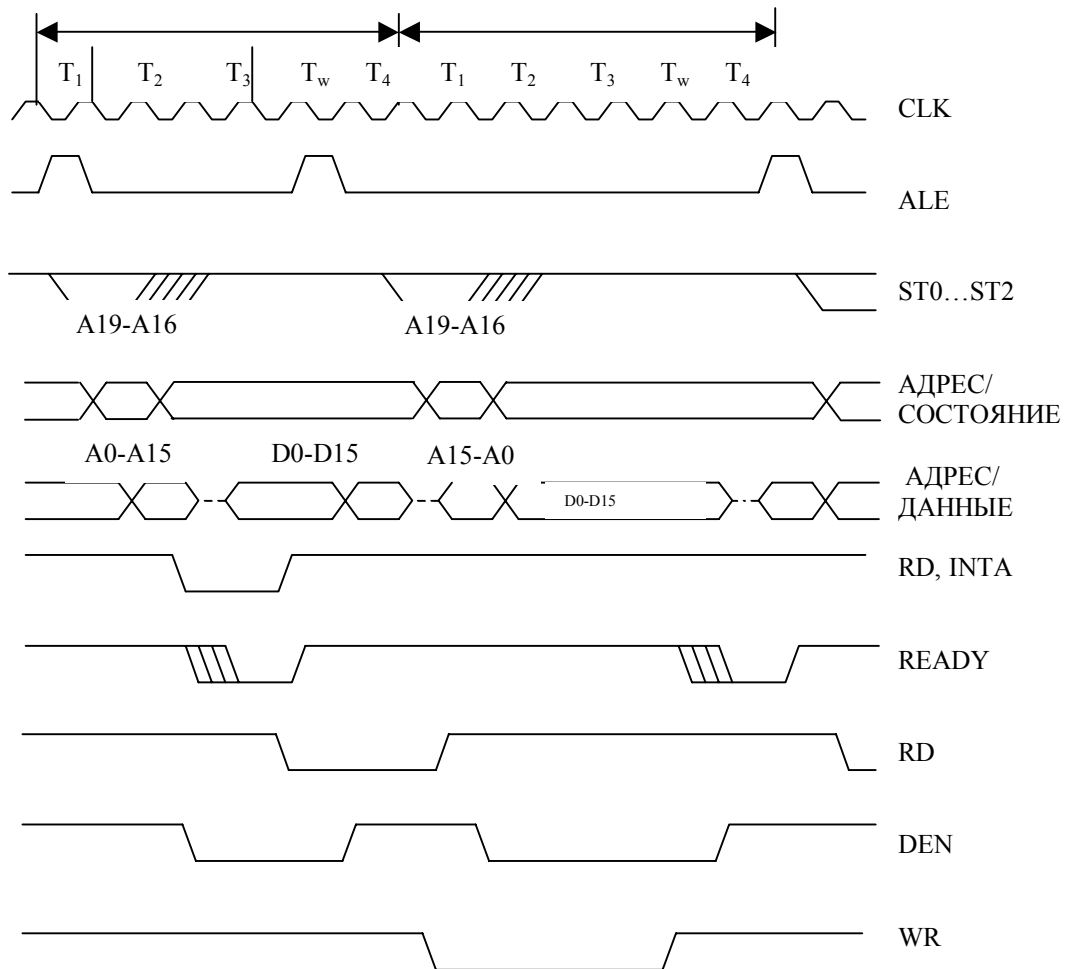 T1 T2 T3 Tw T4 T1 T2 T3 Tw T4
CLK
ALE
ST0…ST2
A19-A16 A19-A16
АДРЕС/
СОСТОЯНИЕ
A0-A15 D0-D15 A15-A0
АДРЕС/
D0-D15
ДАННЫЕ
RD, INTA
READY
RD
DEN
WR